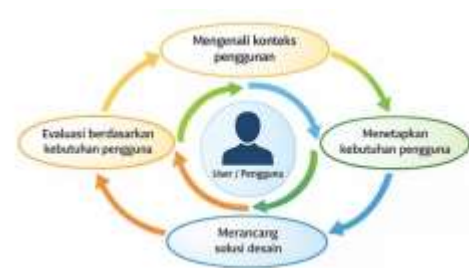 Mengenali konteks
penggunan
Evaluasi berdasarkan
kebutuhan pengguna
Menetapkan
kebutuhan pengguna
User / Pengguna
Merancang
solusi desain